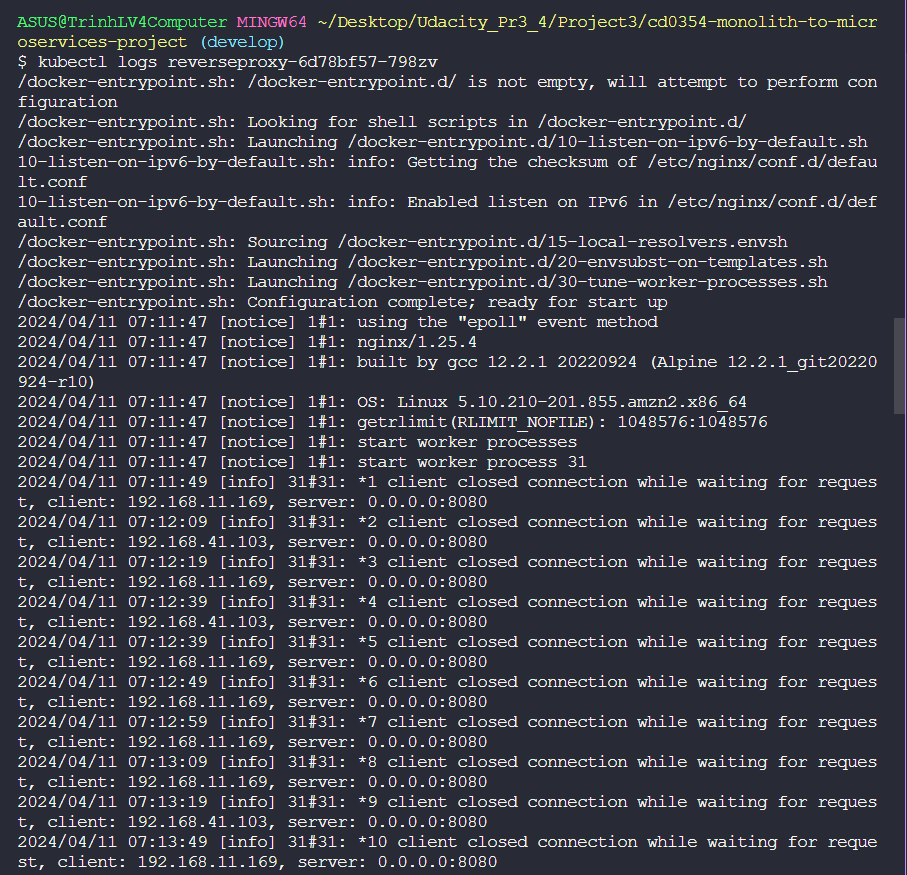 ASUS@TrinhLV4Computer MINGW64 ~/Desktop/Udacity_Pr3_4/Project3/cd0354-monolith-to-micr
oservices-project (develop)
$ kubectl logs reverseproxy-6d78bf57-798zv
/docker-entrypoint.sh: /docker-entrypoint.d/ is not empty, will attempt to perform con
figuration
/docker-entrypoint.sh: Looking for shell scripts in /docker-entrypoint.d/
/docker-entrypoint.sh: Launching /docker-entrypoint.d/10-listen-on-ipv6-by-default.sh
10-listen-on-ipv6-by-default.sh: info: Getting the checksum of /etc/nginx/conf.d/defau
lt.conf
10-listen-on-ipv6-by-default.sh: info: Enabled listen on IPv6 in /etc/nginx/conf.d/def
ault.conf
/docker-entrypoint.sh: Sourcing /docker-entrypoint.d/15-local-resolvers.envsh
/docker-entrypoint.sh: Launching /docker-entrypoint.d/20-envsubst-on-templates.sh
/docker-entrypoint.sh: Launching /docker-entrypoint.d/30-tune-worker-processes.sh
/docker-entrypoint.sh: Configuration complete; ready for start up
2024/04/11 07:11:47 [notice] 1#1: using the "epoll" event method
2024/04/11 07:11:47 [notice] 1#1: nginx/1.25.4
2024/04/11 07:11:47 [notice] 1#1: built by gcc 12.2.1 20220924 (Alpine 12.2.1_git20220
924-r10)
2024/04/11 07:11:47 [notice] 1#1: OS: Linux 5.10.210-201.855.amzn2.x86_64
2024/04/11 07:11:47 [notice] 1#1: getrlimit(RLIMIT_NOFILE): 1048576:1048576
2024/04/11 07:11:47 [notice] 1#1: start worker processes
2024/04/11 07:11:47 [notice] 1#1: start worker process 31
2024/04/11 07:11:49 [info] 31#31: *1 client closed connection while waiting for reques
t, client: 192.168.11.169, server: 0.0.0.0:8080
2024/04/11 07:12:09 [info] 31#31: *2 client closed connection while waiting for reques
t, client: 192.168.41.103, server: 0.0.0.0:8080
2024/04/11 07:12:19 [info] 31#31: *3 client closed connection while waiting for reques
t, client: 192.168.11.169, server: 0.0.0.0:8080
2024/04/11 07:12:39 [info] 31#31: *4 client closed connection while waiting for reques
t, client: 192.168.41.103, server: 0.0.0.0:8080
2024/04/11 07:12:39 [info] 31#31: *5 client closed connection while waiting for reques
t, client: 192.168.11.169, server: 0.0.0.0:8080
2024/04/11 07:12:49 [info] 31#31: *6 client closed connection while waiting for reques
t, client: 192.168.11.169, server: 0.0.0.0:8080
2024/04/11 07:12:59 [info] 31#31: *7 client closed connection while waiting for reques
t, client: 192.168.11.169, server: 0.0.0.0:8080
2024/04/11 07:13:09 [info] 31#31: *8 client closed connection while waiting for reques
t, client: 192.168.11.169, server: 0.0.0.0:8080
2024/04/11 07:13:19 [info] 31#31: *9 client closed connection while waiting for reques
t, client: 192.168.41.103, server: 0.0.0.0:8080
2024/04/11 07:13:49 [info] 31#31: *10 client closed connection while waiting for reque
st, client: 192.168.11.169, server: 0.0.0.0:8080